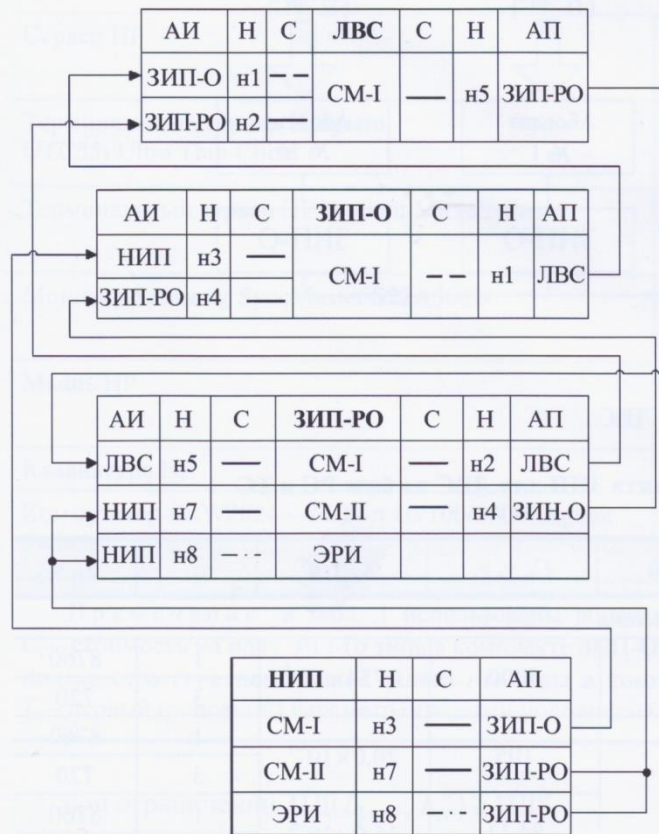 АИ Н С ЛВС С Н АП
ЗИП-О н1
СМ-I н5 ЗИП-РО
ЗИП-РО н2
АИ Н С ЗИП-О С Н АП
НИП н3
СМ-I н1 ЛВС
ЗИП-РО н4
АИ Н С ЗИП-РО С Н АП
ЛВС н5 СМ-I н2 ЛВС
НИП н7 СМ-II н4 ЗИН-О
НИП н8 ЭРИ
НИП Н С АП
СМ-I н3 ЗИП-О
СМ-II н7 ЗИП-РО
ЭРИ н8 ЗИП-РО